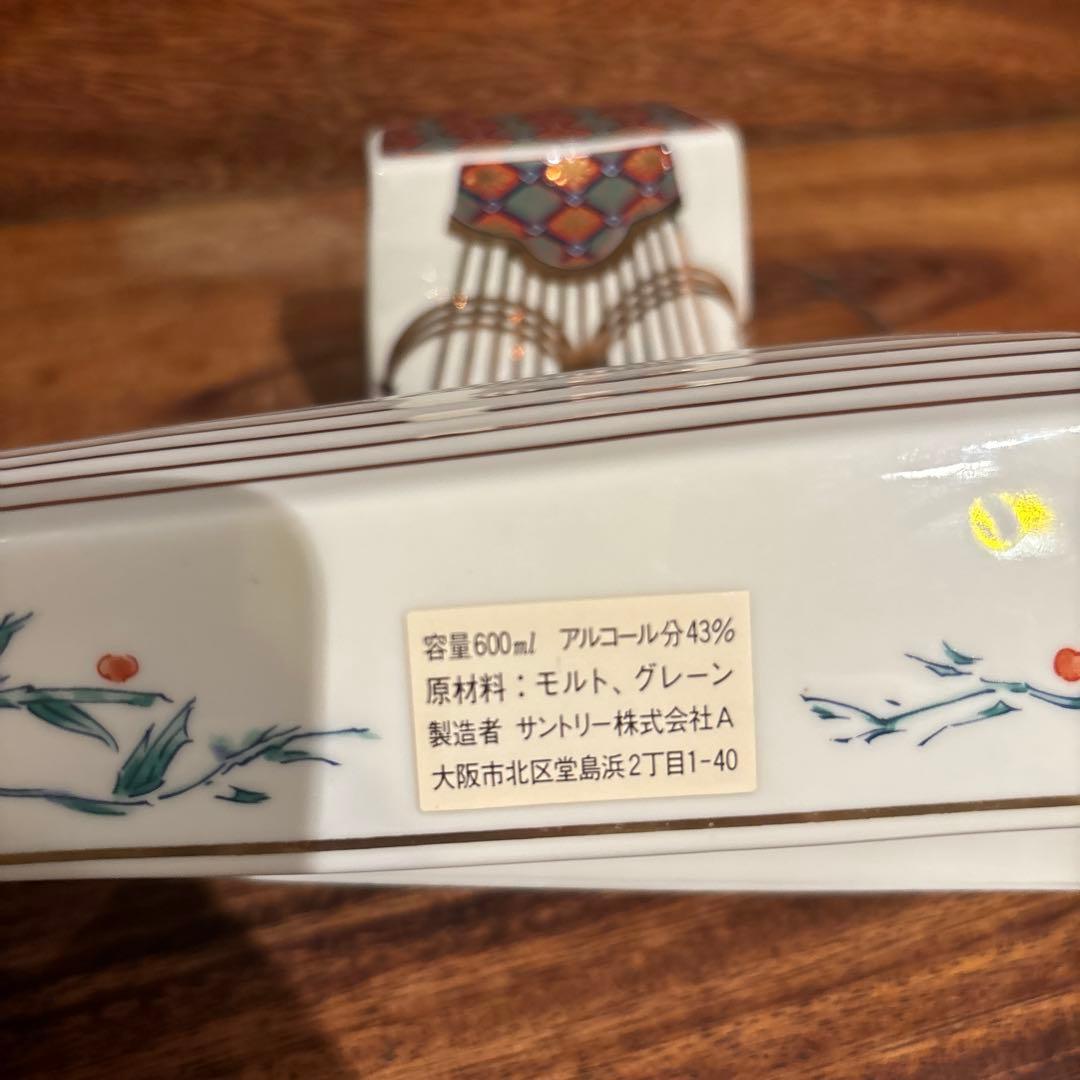 容量600ml アルコール分43%
原材料：モルト、グレーン
製造者 サントリー株式会社A
大阪市北区堂島浜2丁目1-40